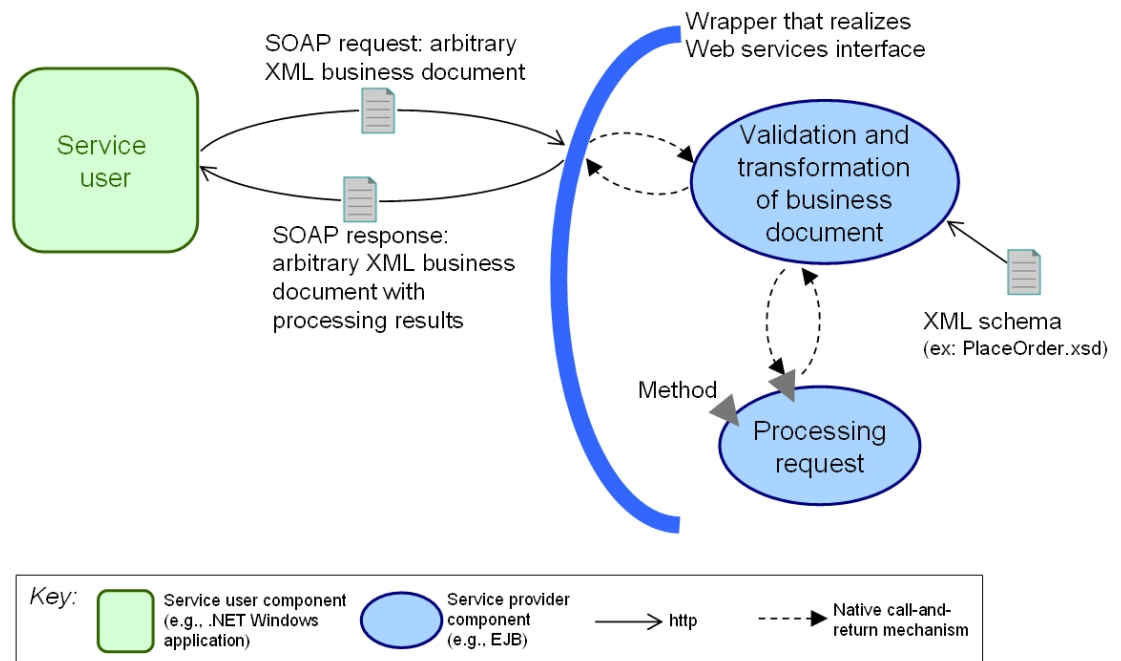 SOAP request: arbitrary
XML business document
Wrapper that realizes
Web services interface
Service
user
Validation and
transformation
of business
document
SOAP response:
arbitrary XML business
document with
processing results
XML schema
(ex: PlaceOrder.xsd)
Method
Processing
request
Key:
Service user component
(e.g., .NET Windows
application)
Service provider
component
(e.g., EJB)
http
Native call-and-
return mechanism